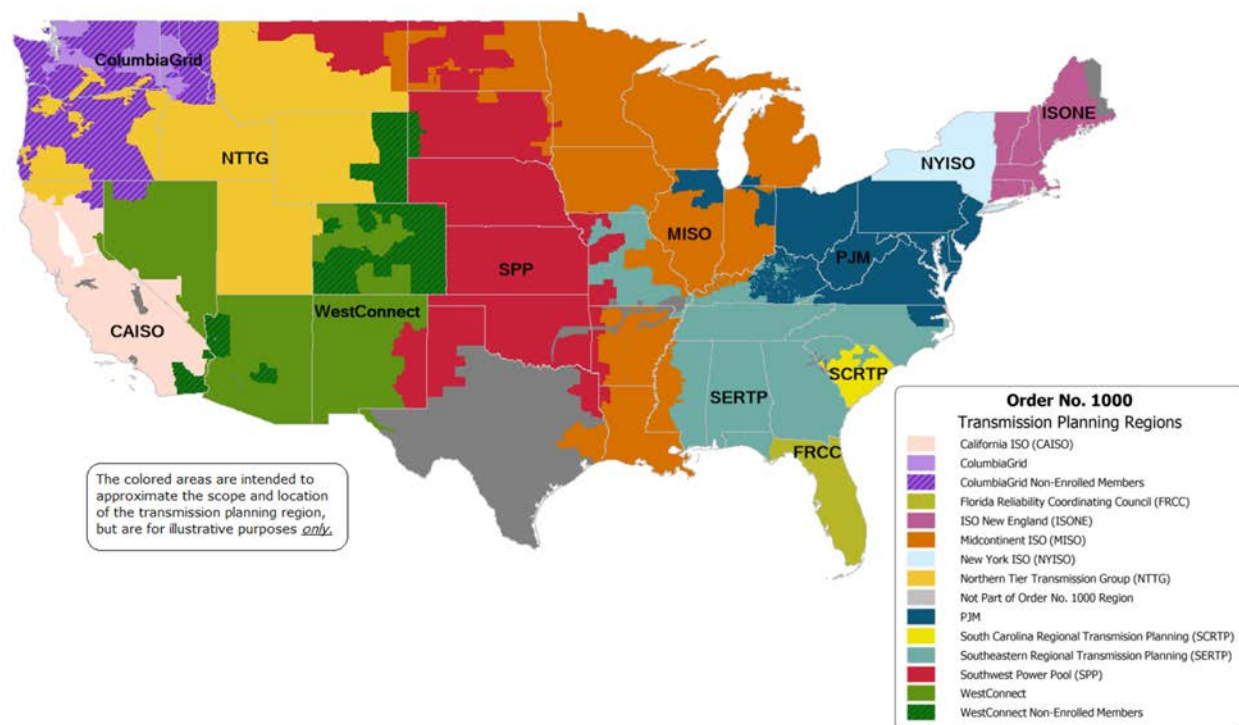 ColumbiaGrid
ISONE
NTTG
NYISO
MISO
PJM
SPP
WestConnect
CAISO
SCRTP
SERTP
FRCC
The colored areas are intended to
approximate the scope and location
of the transmission planning region,
but are for illustrative purposes only.
Order No. 1000
Transmission Planning Regions
California ISO (CAISO)
ColumbiaGrid
ColumbiaGrid Non-Enrolled Members
Florida Reliability Coordinating Council (FRCC)
ISO New England (ISONE)
Midcontinent ISO (MISO)
New York ISO (NYISO)
Northern Tier Transmission Group (NTTG)
Not Part of Order No. 1000 Region
PJM
South Carolina Regional Transmision Planning (SCRTP)
Southeastern Regional Transmission Planning (SERTP)
Southwest Power Pool (SPP)
WestConnect
WestConnect Non-Enrolled Members